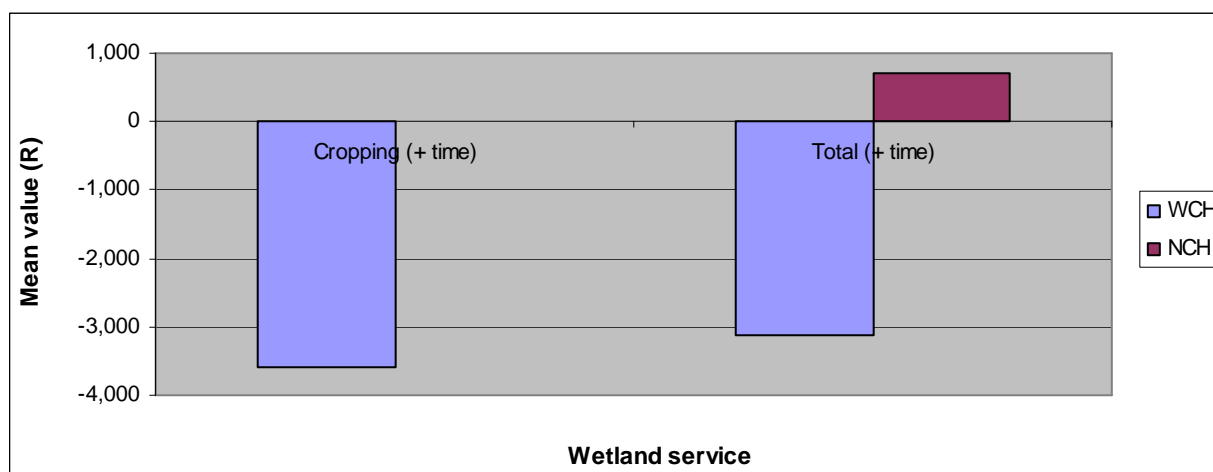 1,000
0
-1,000
-2,000
-3,000
-4,000
Mean value (R)
Cropping (+ time)
Total (+ time)
WCH
NCH
Wetland service